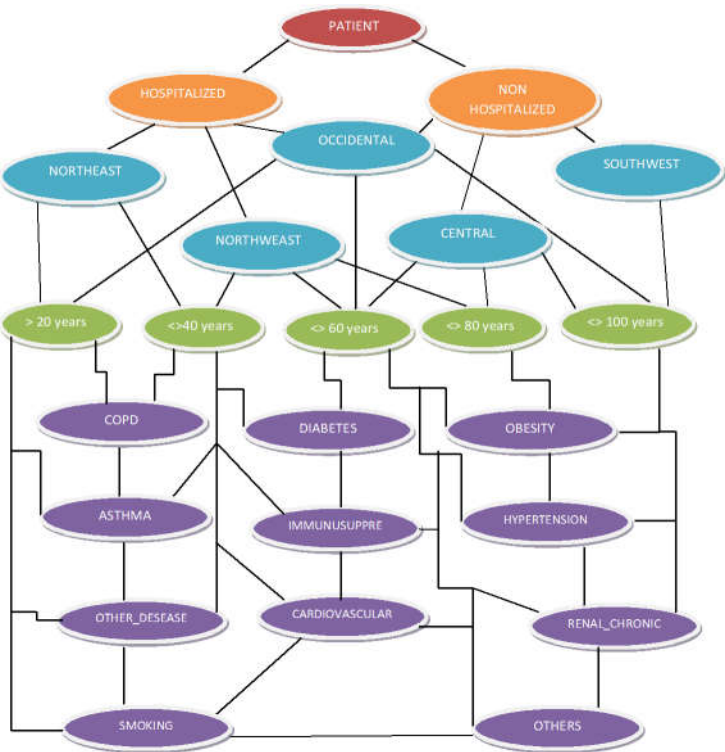 PATIENT
HOSPITALIZED
NON
HOSPITALIZED
OCCIDENTAL
NORTHEAST
SOUTHWEST
NORTHWEAST
CENTRAL
> 20 years
<>40 years
<> 60 years
<> 80 years
<> 100 years
COPD
DIABETES
OBESITY
ASTHMA
IMMUNUSUPPRE
HYPERTENSION
OTHER_DESEASE
CARDIOVASCULAR
RENAL_CHRONIC
SMOKING
OTHERS